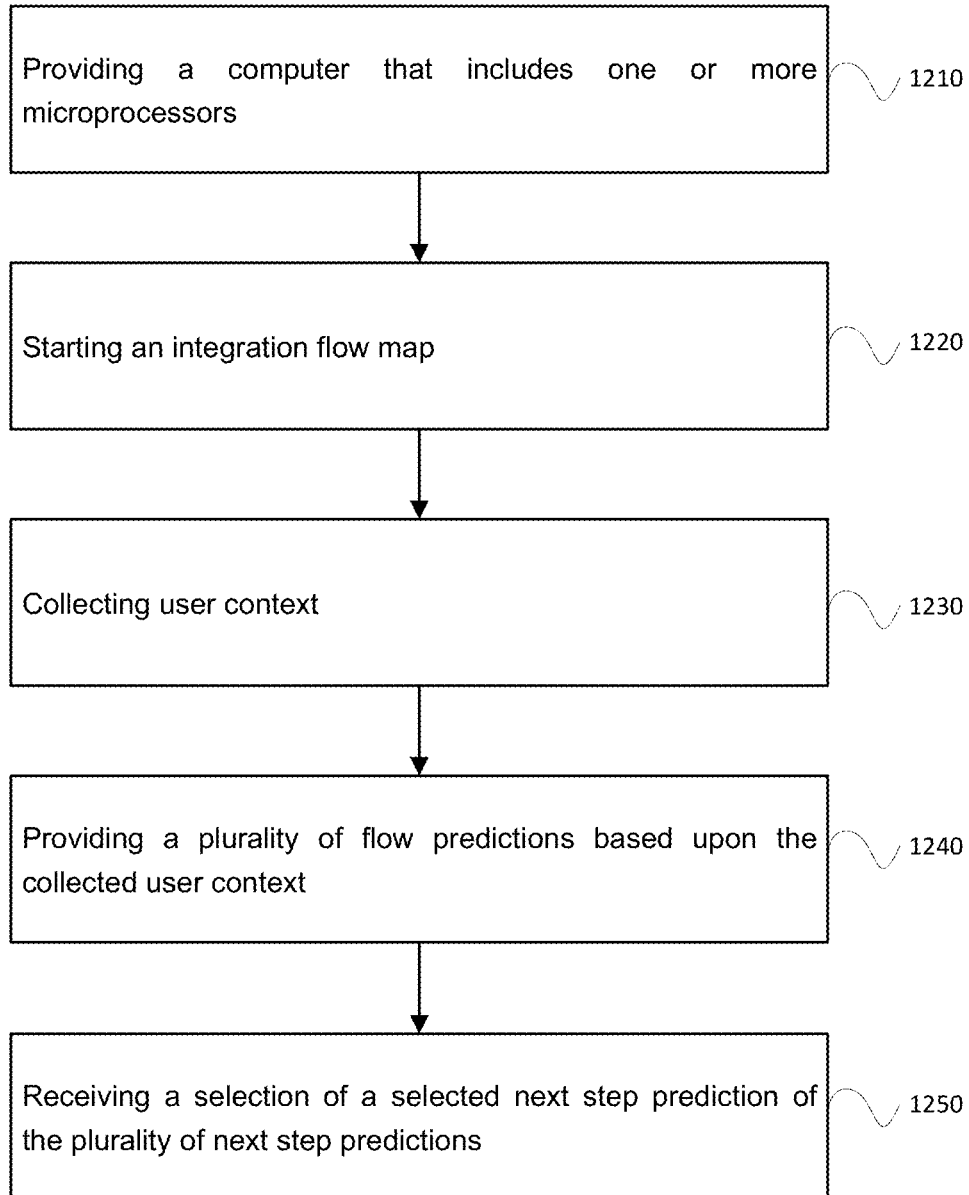 Providing a computer that includes one or more
microprocessors
1210
Starting an integration flow map
1220
Collecting user context
1230
Providing a plurality of flow predictions based upon the
collected user context
1240
Receiving a selection of a selected next step prediction of
the plurality of next step predictions
1250